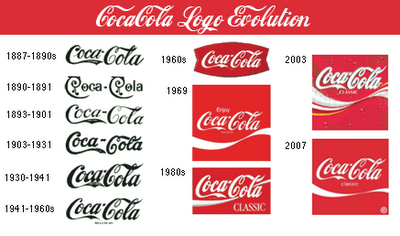 CocaCola Logo Evolution
1887-1890s
Coca-Cola
1890-1891
Coca-Cola
1893-1901
Coca-Cola
1903-1931
Coca-Cola
1930-1941
Coca-Cola
1941-1960s
Coca-Cola
1960s
Coca-Cola
1969
Enjoy
Coca-Cola
1980s
Coca-Cola
CLASSIC
2003
Coca-Cola
CLASSIC
2007
Coca-Cola
classic
®